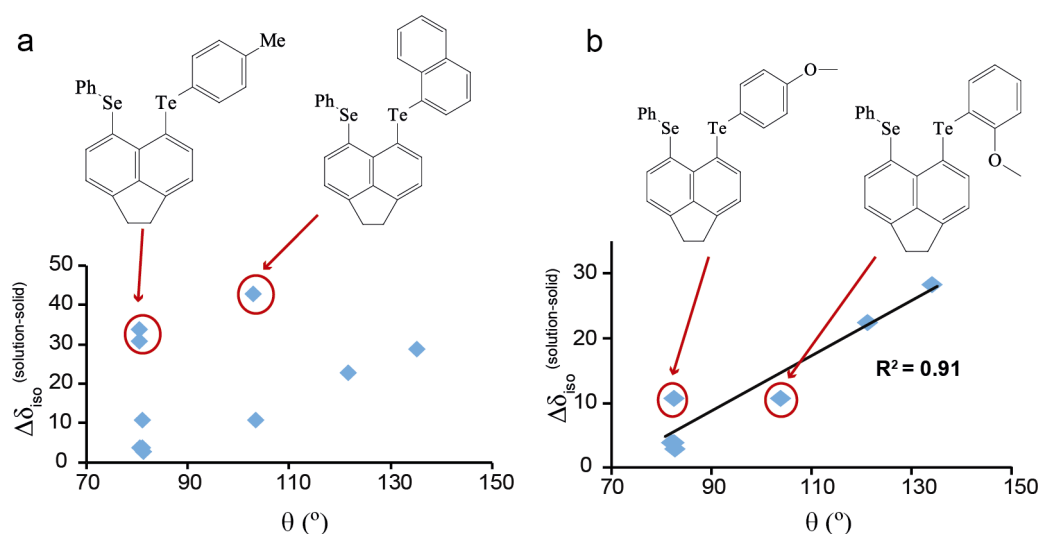 a
Me
Ph
Se
Te
Ph
Se
Te
50
40
30
20
10
0
Δδiso (solution-solid)
70
90
110
130
150
θ (º)
b
O
Ph
Se
Te
Ph
Se
Te
O
30
20
10
0
Δδiso (solution-solid)
R² = 0.91
70
90
110
130
150
θ (º)